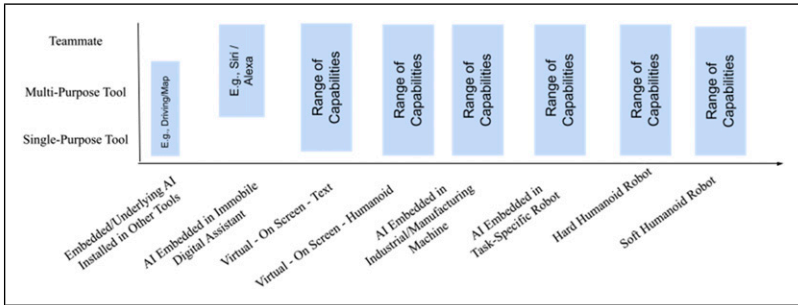 Teammate
Multi-Purpose Tool
Single-Purpose Tool
E.g., Driving/Map
E.g., Siri /
Alexa
Range of
Capabilities
Range of
Capabilities
Range of
Capabilities
Range of
Capabilities
Range of
Capabilities
Range of
Capabilities
Embedded/Underlying AI
Installed in Other Tools
AI Embedded in Immobile
Digital Assistant
Virtual - On Screen - Text
Virtual - On Screen - Humanoid
AI Embedded in
Industrial/Manufacturing
Machine
AI Embedded in
Task-Specific Robot
Hard Humanoid Robot
Soft Humanoid Robot